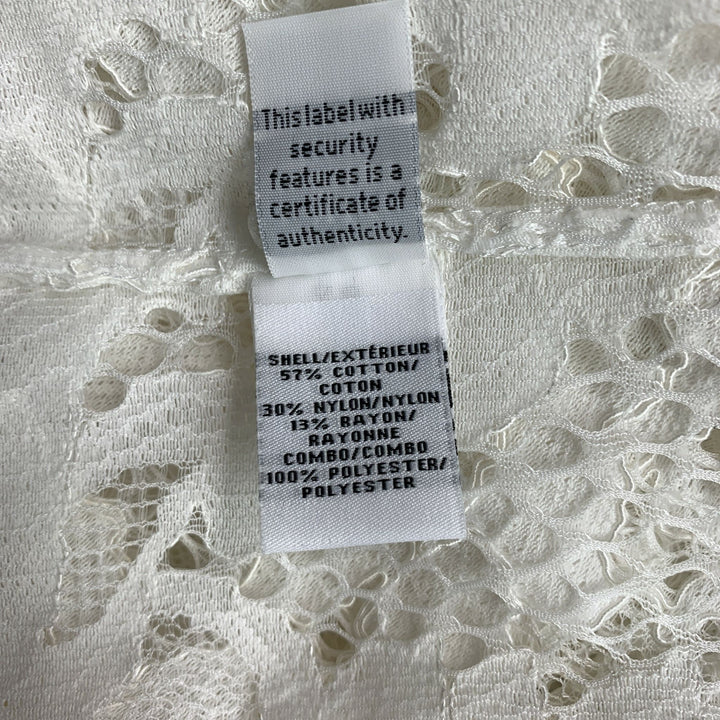 This label with
security
features is a
certificate of
authenticity.
SHELL/EXTÉRIEUR
57% COTTON/
COTON
30% NYLON/NYLON
13% RAYON/
RAYONNE
COMBO/COMBO
100% POLYESTER/
POLYESTER